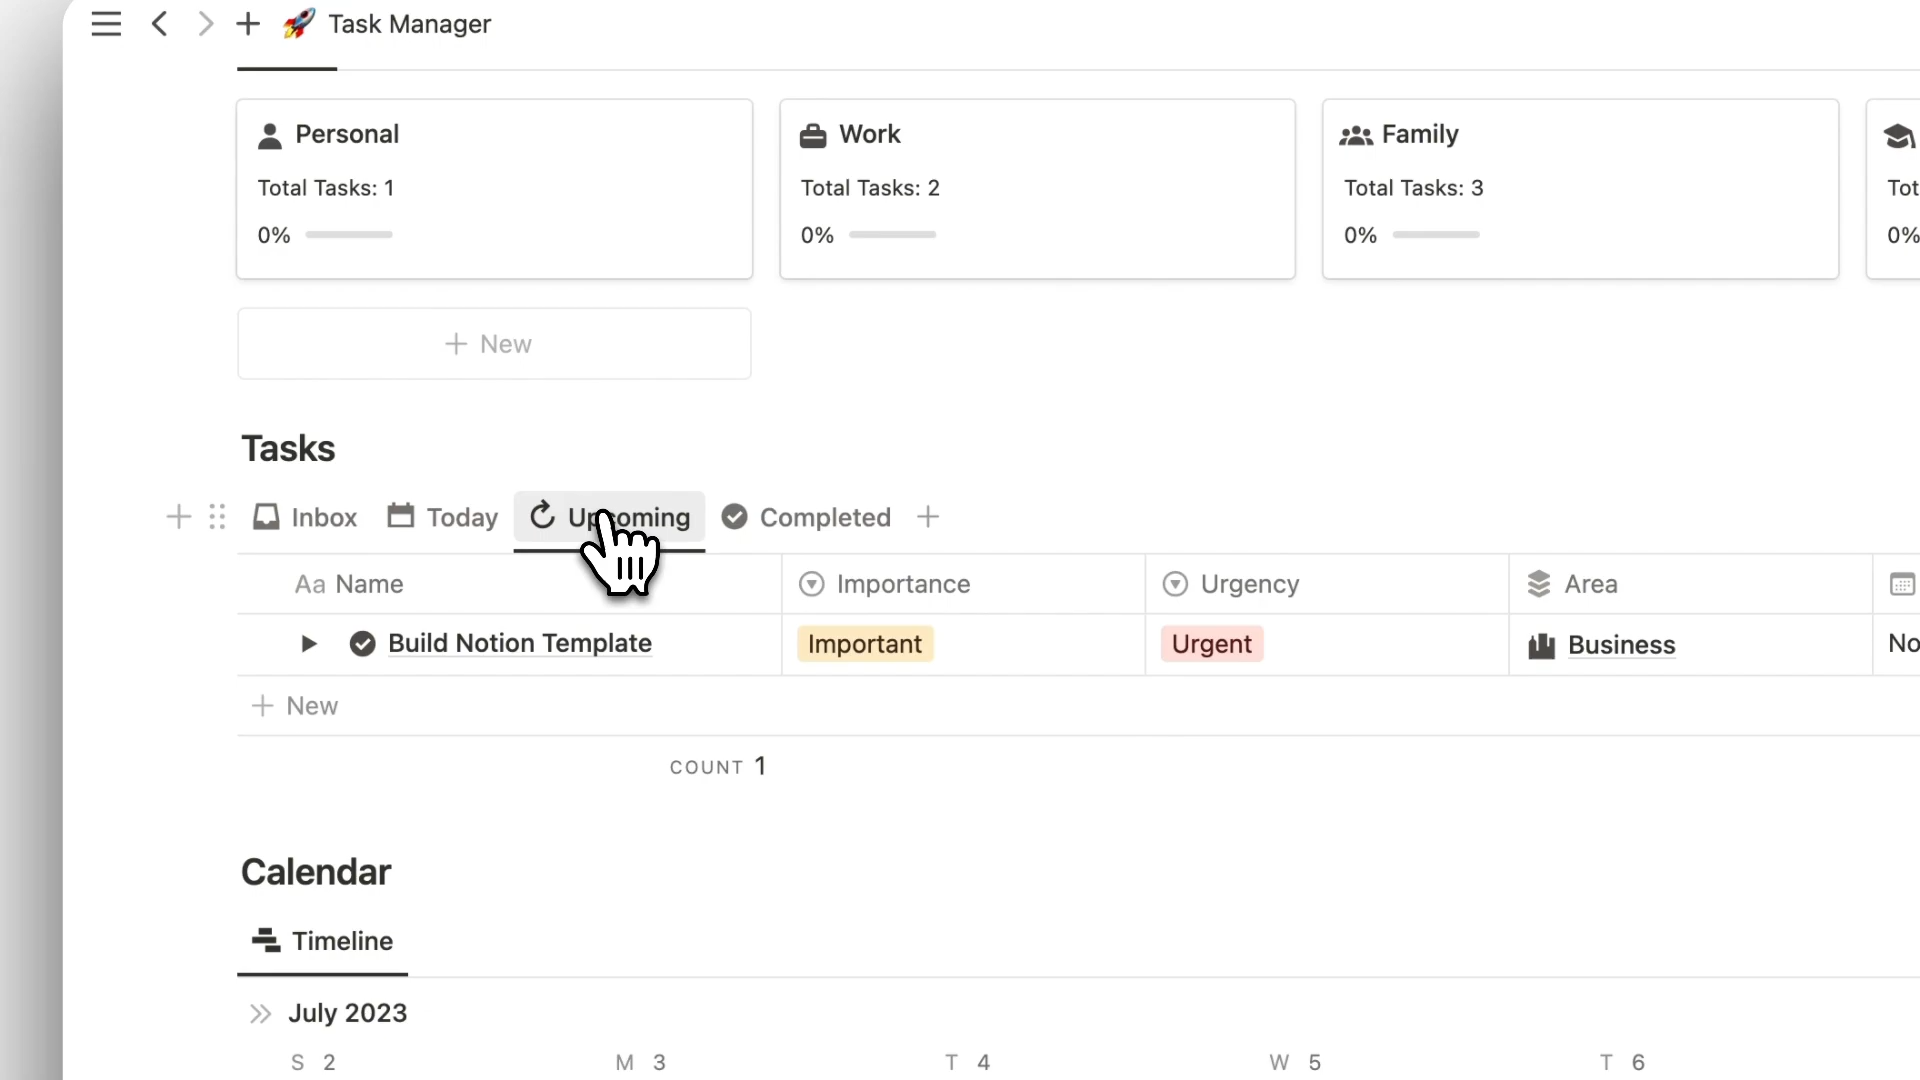 Task Manager
Personal
Total Tasks: 1
0%
Work
Total Tasks: 2
0%
Family
Total Tasks: 3
0%
0%
New
Tasks
Inbox Today Upcoming Completed
Aa Name Importance Urgency Area
Build Notion Template Important Urgent Business
New
COUNT 1
Calendar
Timeline
July 2023
S 2 M 3 T 4 W 5 T 6